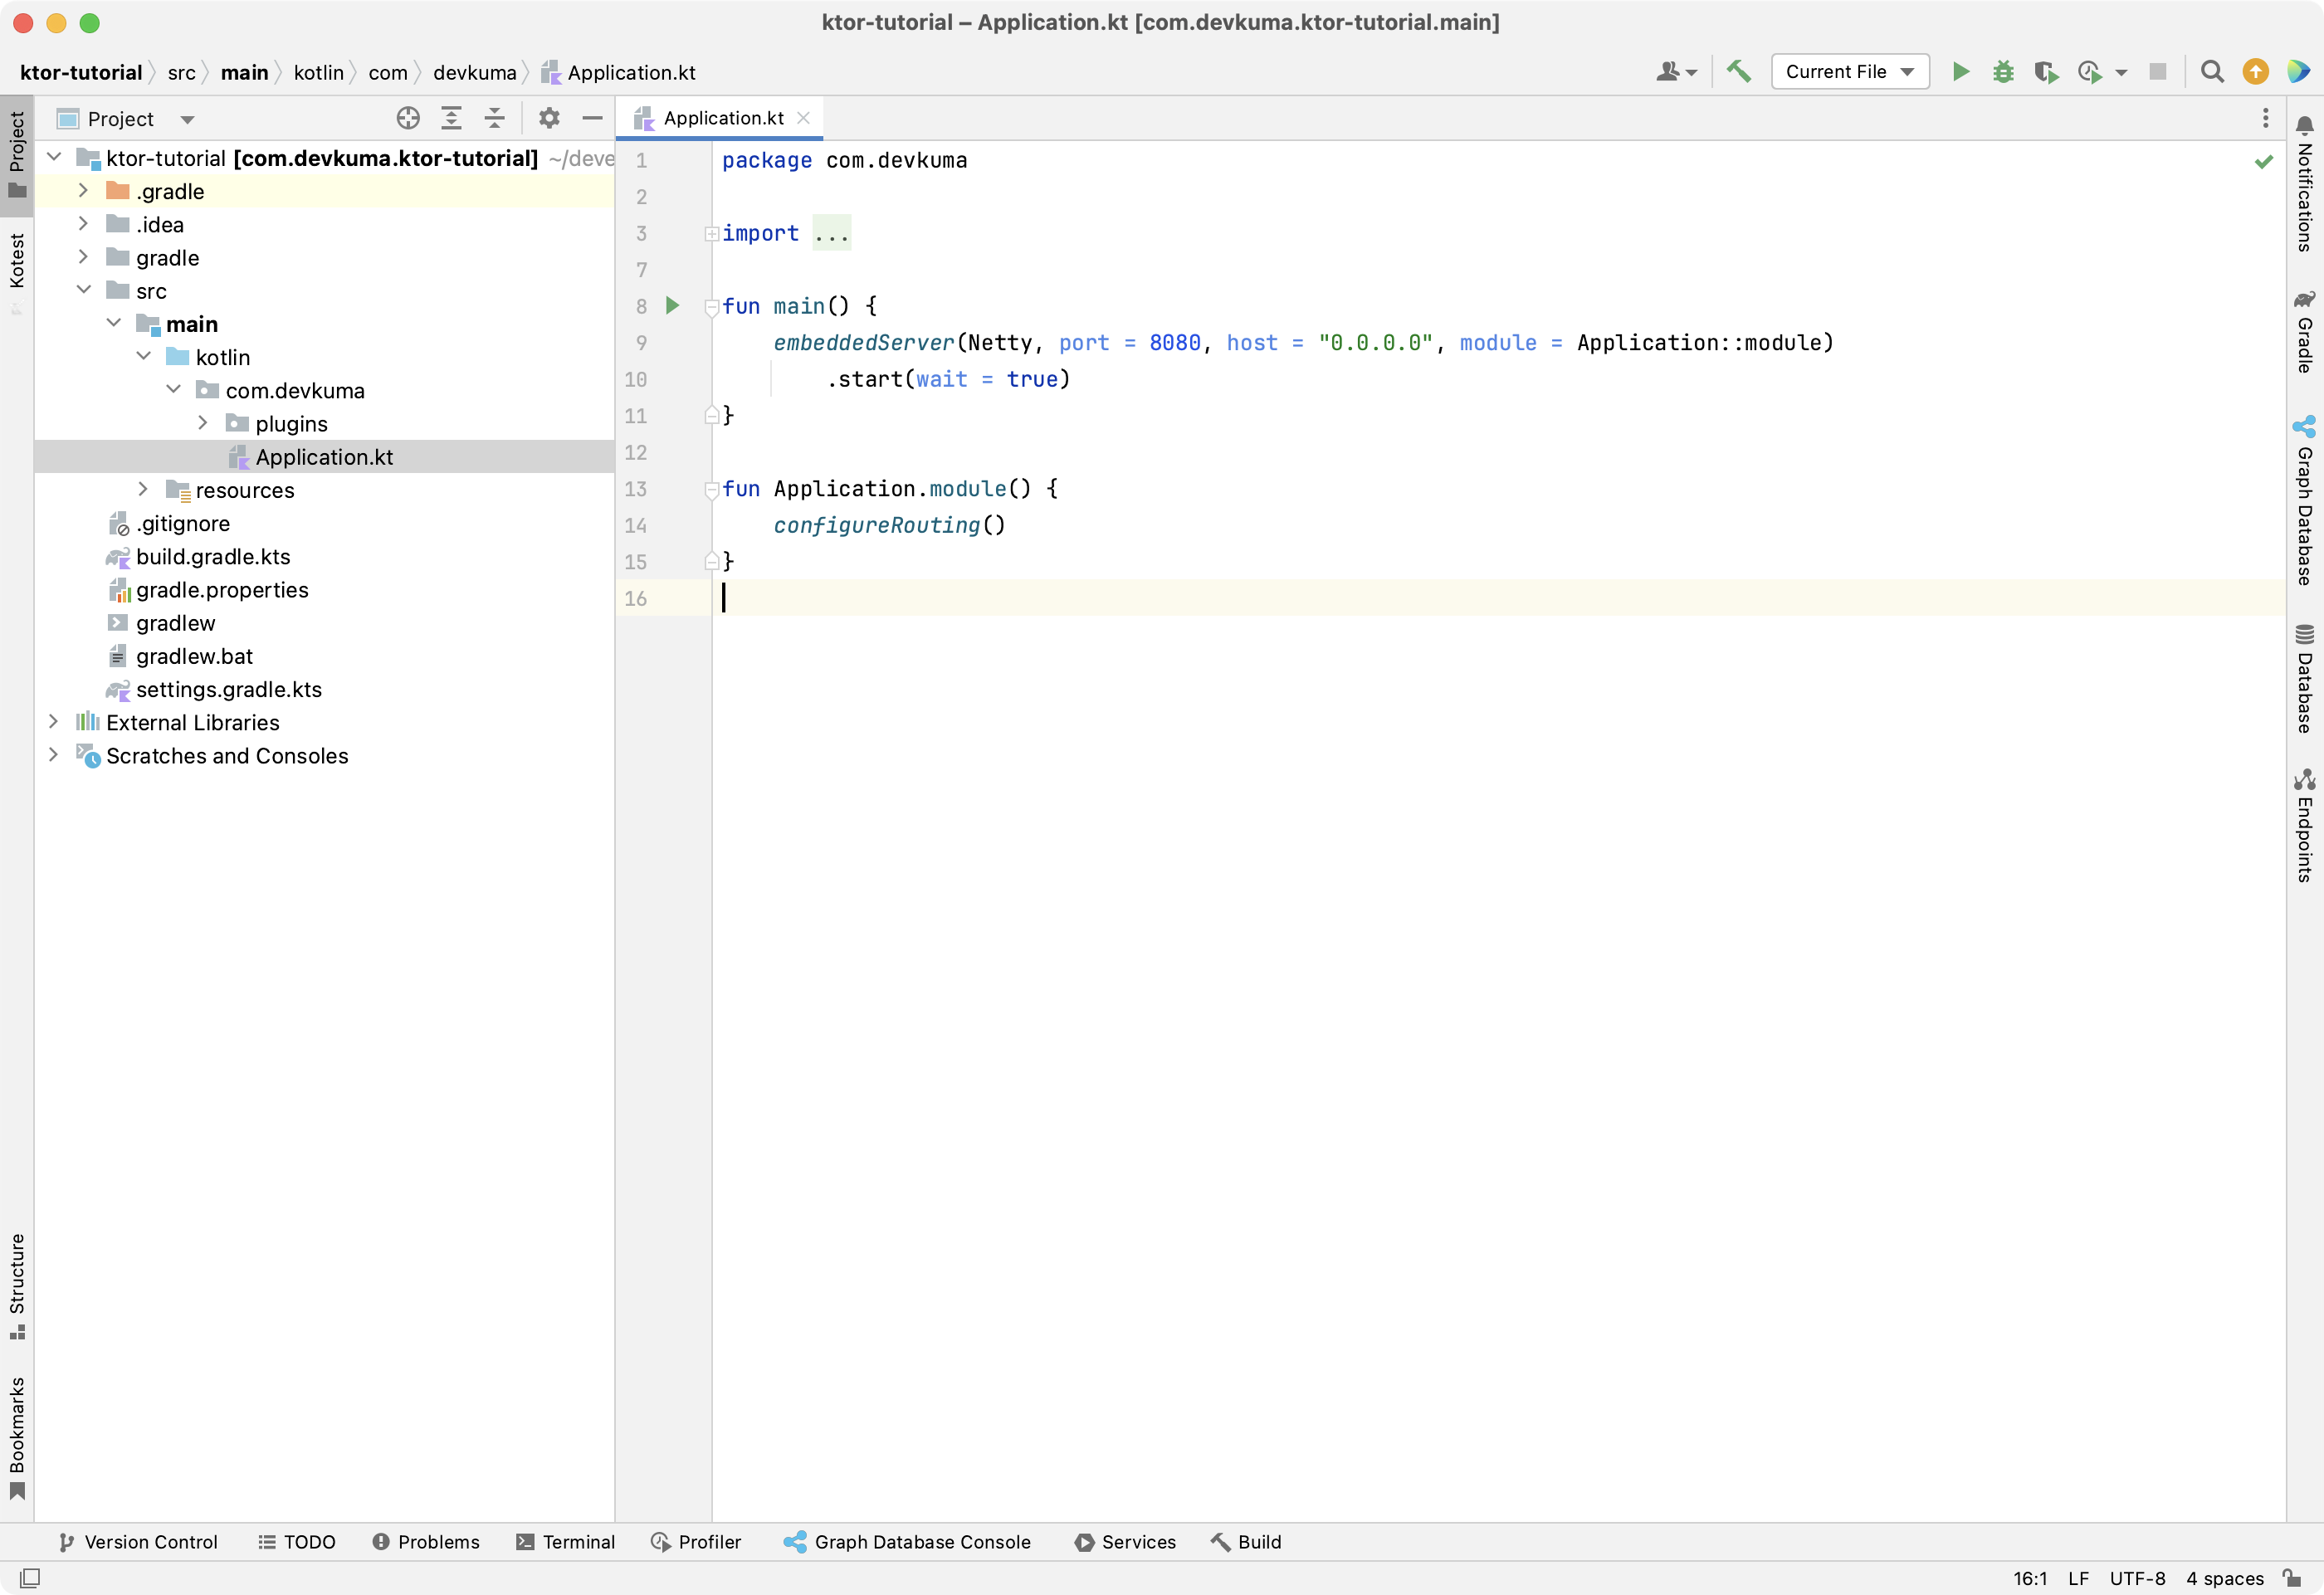 ktor-tutorial – Application.kt [com.devkuma.ktor-tutorial.main]
ktor-tutorial src main kotlin com devkuma Application.kt
Current File
Project
Kotest
Structure
Bookmarks
Project
ktor-tutorial [com.devkuma.ktor-tutorial] ~/deve
.gradle
.idea
gradle
src
main
kotlin
com.devkuma
plugins
Application.kt
resources
.gitignore
build.gradle.kts
gradle.properties
gradlew
gradlew.bat
settings.gradle.kts
External Libraries
Scratches and Consoles
Application.kt
1 package com.devkuma
2
3 import ...
7
8 fun main() {
9 embeddedServer(Netty, port = 8080, host = "0.0.0.0", module = Application::module)
10 .start(wait = true)
11 }
12
13 fun Application.module() {
14 configureRouting()
15 }
16
Notifications
Gradle
Graph Database
Database
Endpoints
Version Control TODO Problems Terminal Profiler Graph Database Console Services Build
16:1 LF UTF-8 4 spaces